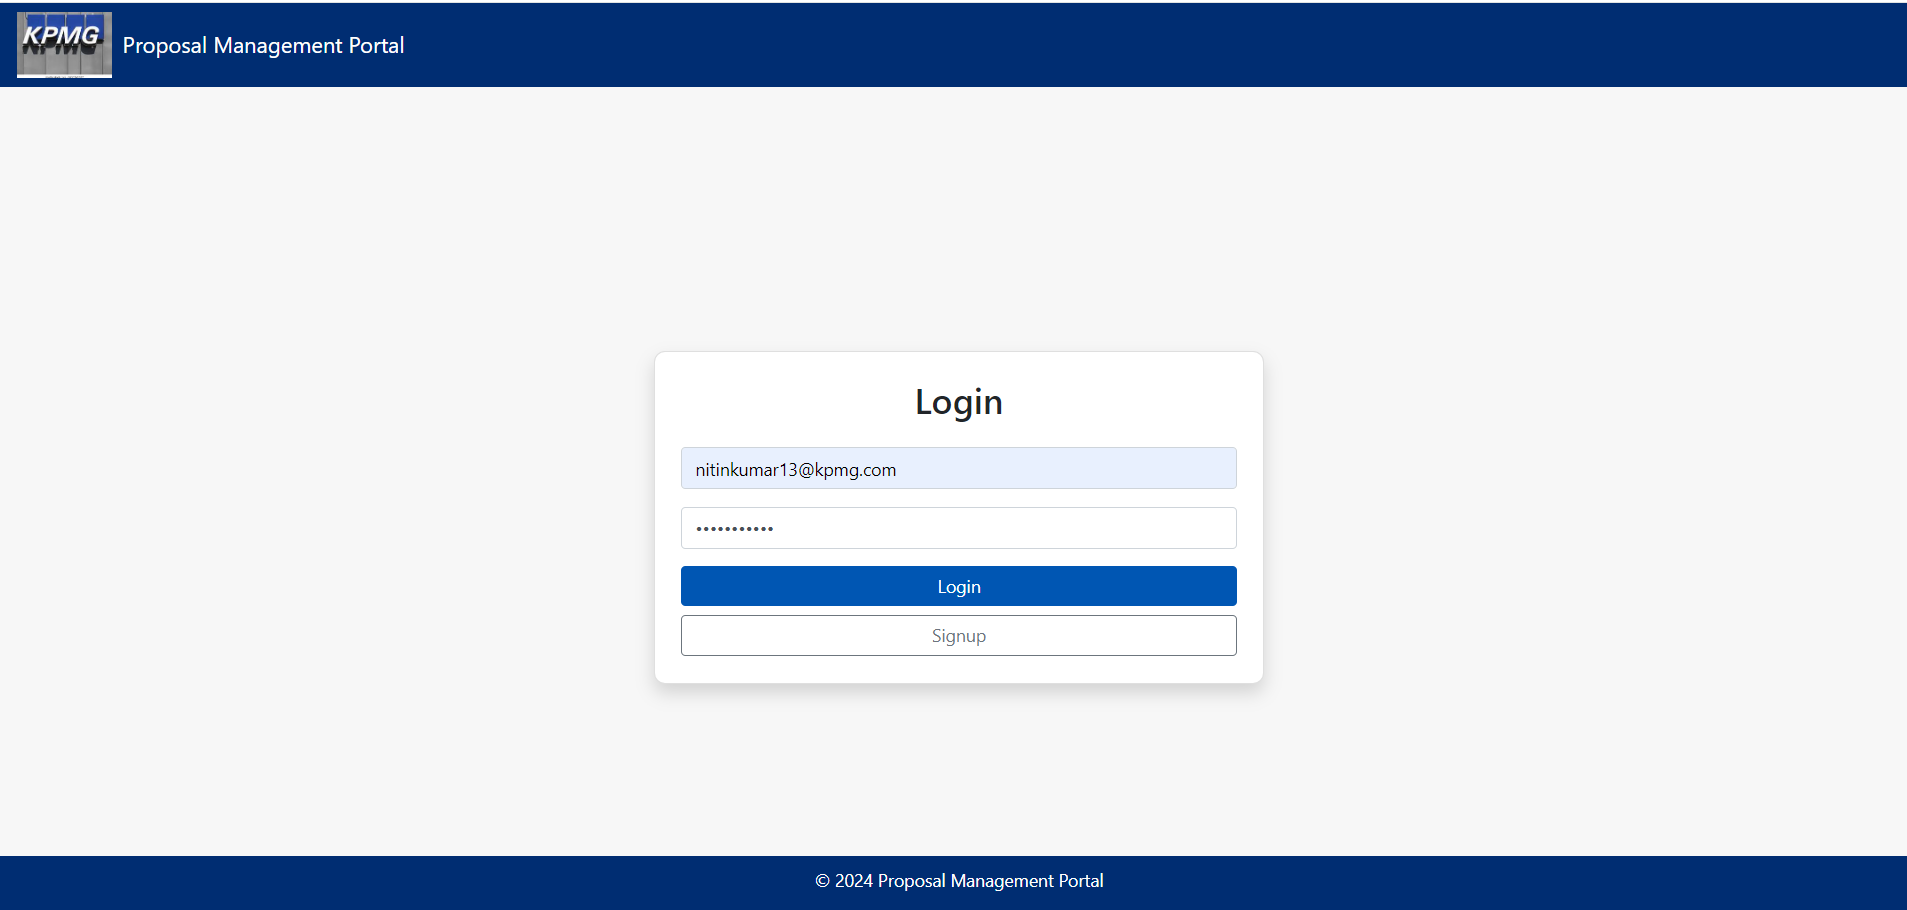 KPMG
Proposal Management Portal
Login
nitinkumar13@kpmg.com
•••••••••••
Login
Signup
© 2024 Proposal Management Portal